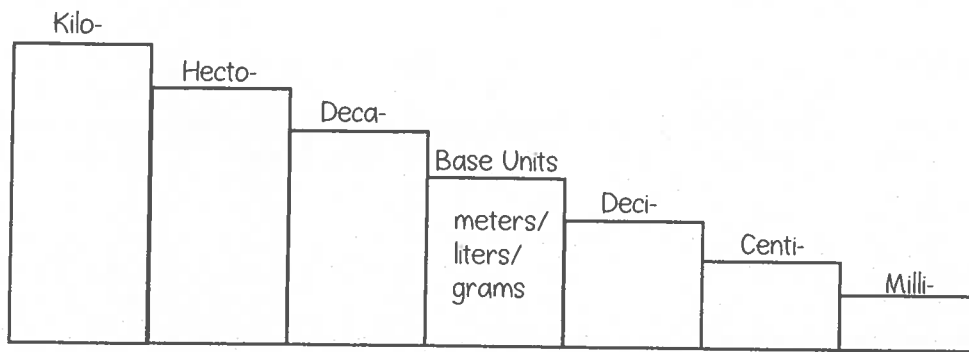 Kilo-
Hecto-
Deca-
Base Units
meters/
liters/
grams
Deci-
Centi-
Milli-